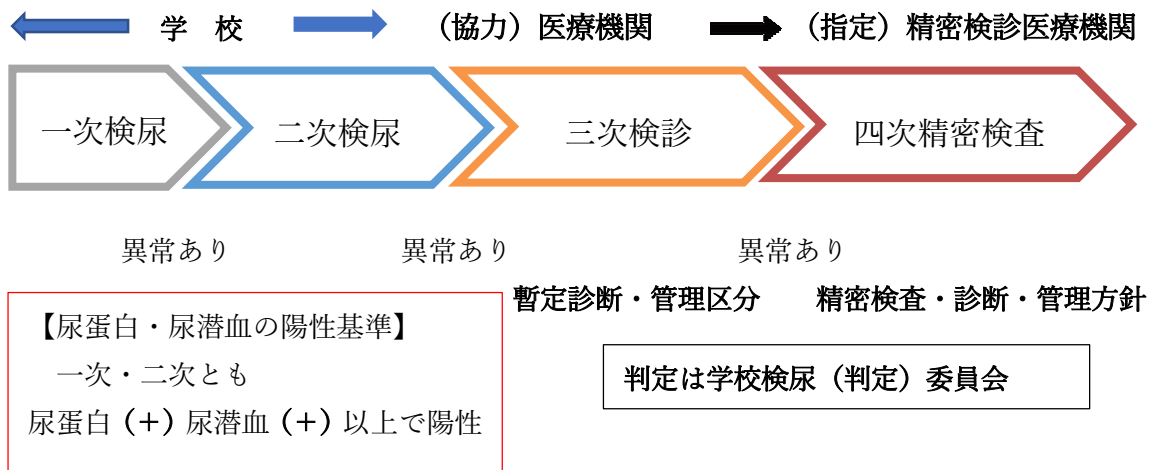 学 校 （協力）医療機関 （指定）精密検診医療機関
一次検尿 二次検尿 三次検診 四次精密検査
異常あり 異常あり 異常あり
暫定診断・管理区分 精密検査・診断・管理方針
【尿蛋白・尿潜血の陽性基準】
一次・二次とも
尿蛋白（＋）尿潜血（＋）以上で陽性
判定は学校検尿（判定）委員会